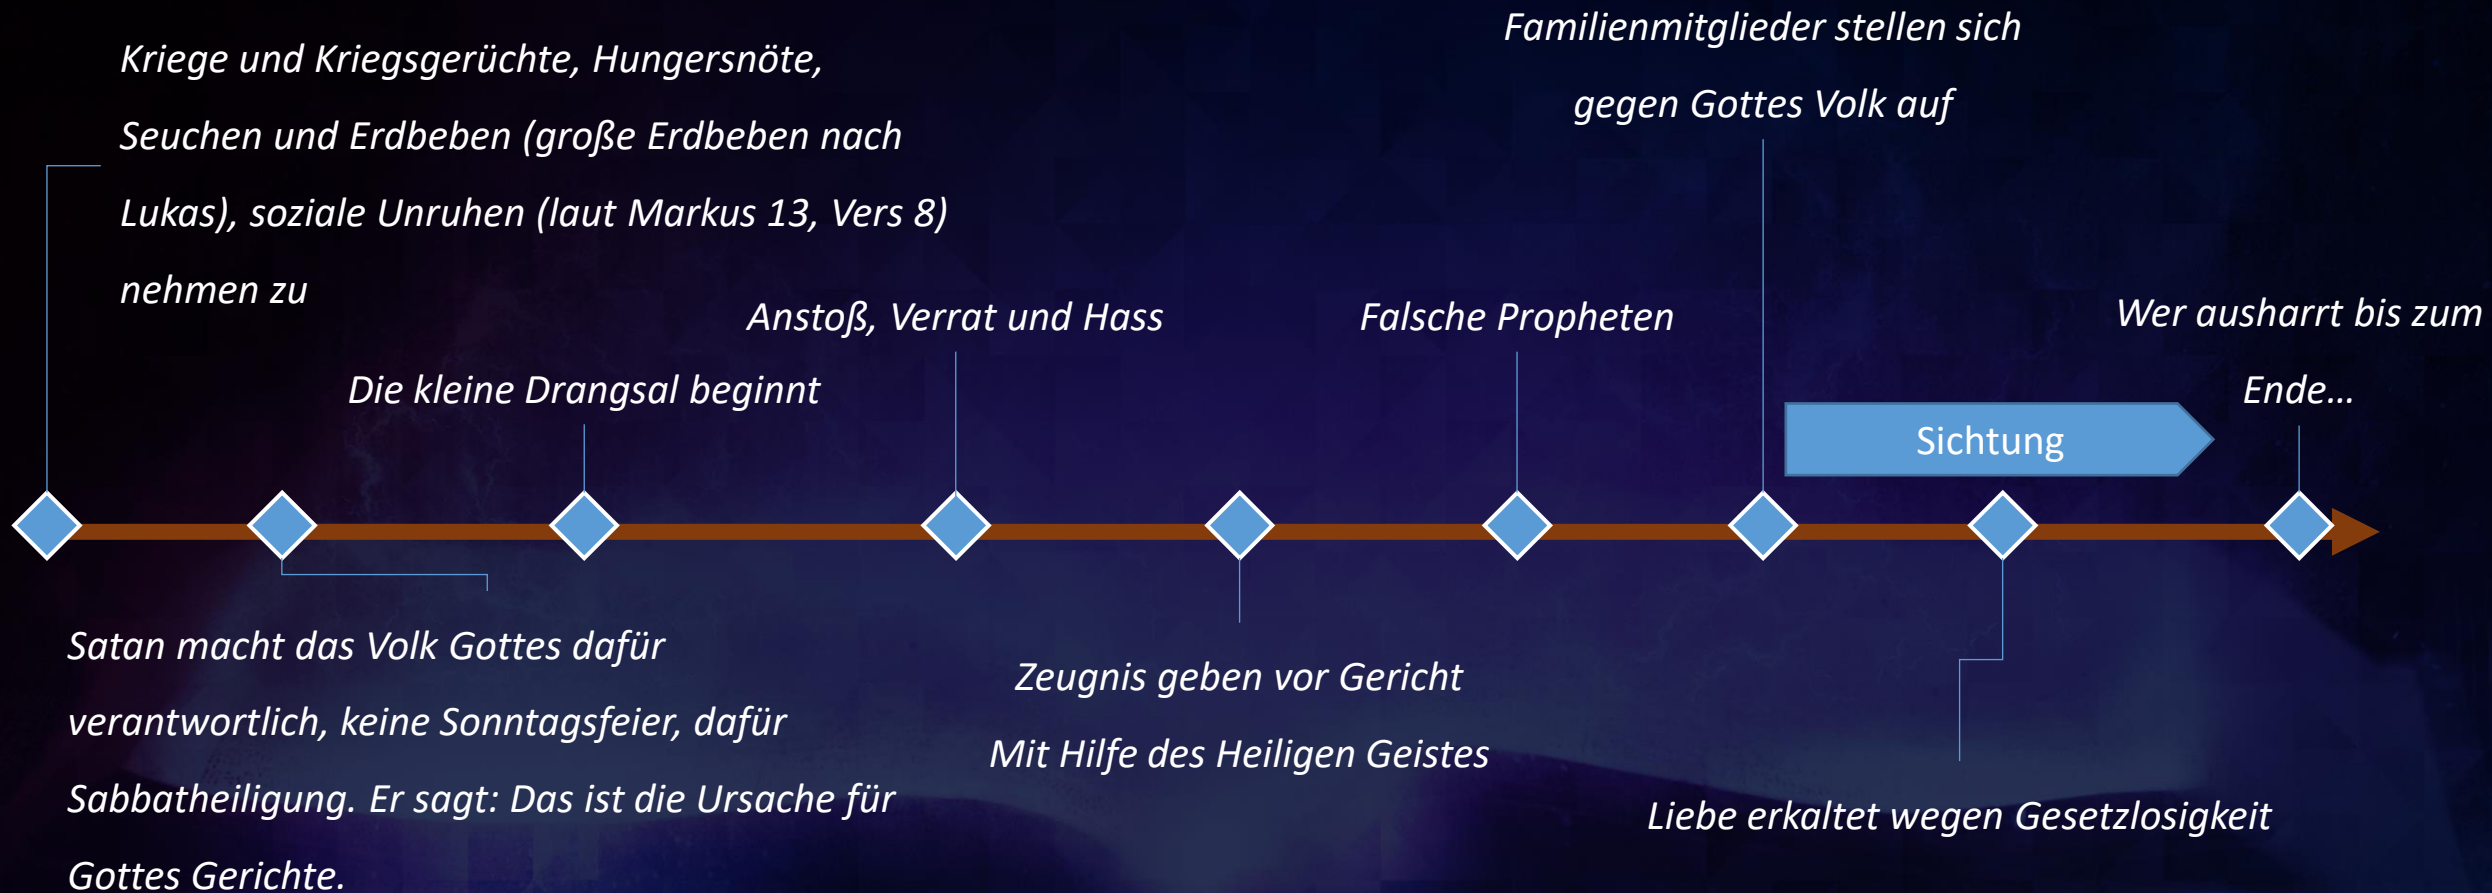 Kriege und Kriegsgerüchte, Hungersnöte,
Seuchen und Erdbeben (große Erdbeben nach
Lukas), soziale Unruhen (laut Markus 13, Vers 8)
nehmen zu
Satan macht das Volk Gottes dafür
verantwortlich, keine Sonntagsfeier, dafür
Sabbatheiligung. Er sagt: Das ist die Ursache für
Gottes Gerichte.
Die kleine Drangsal beginnt
Anstoß, Verrat und Hass
Zeugnis geben vor Gericht
Mit Hilfe des Heiligen Geistes
Falsche Propheten
Familienmitglieder stellen sich
gegen Gottes Volk auf
Sichtung
Liebe erkaltet wegen Gesetzlosigkeit
Wer ausharrt bis zum
Ende...